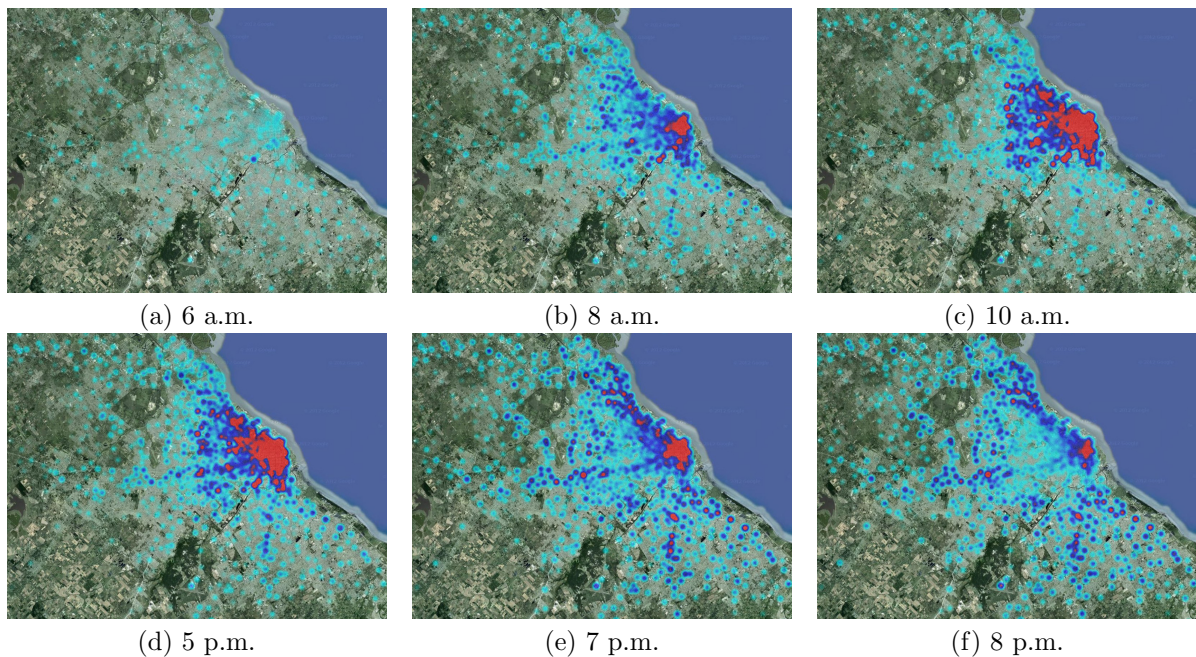 (a) 6 a.m.
(b) 8 a.m.
(c) 10 a.m.
(d) 5 p.m.
(e) 7 p.m.
(f) 8 p.m.